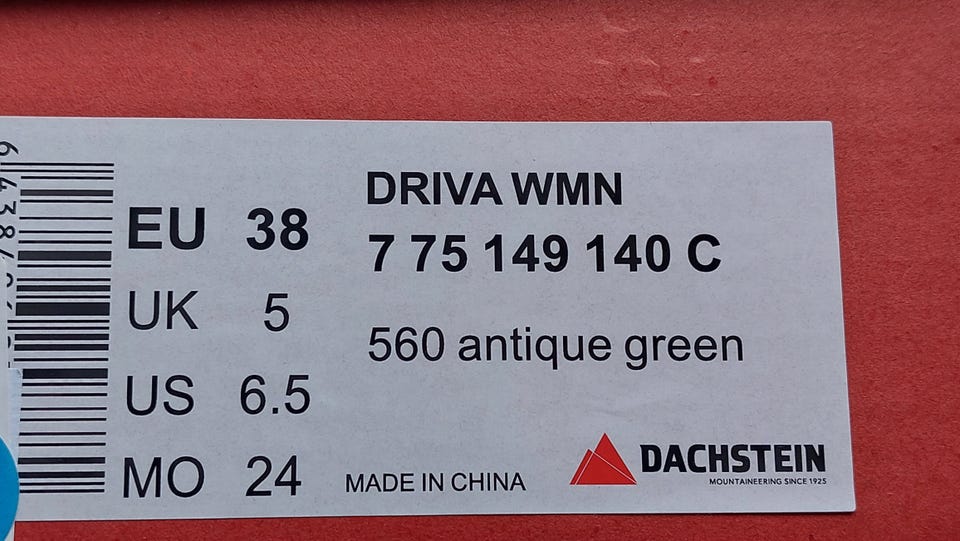 DRIVA WMN
EU 38
7 75 149 140 C
UK 5
560 antique green
US 6.5
MO 24
MADE IN CHINA
DACHSTEIN
MOUNTAINEERING SINCE 1925